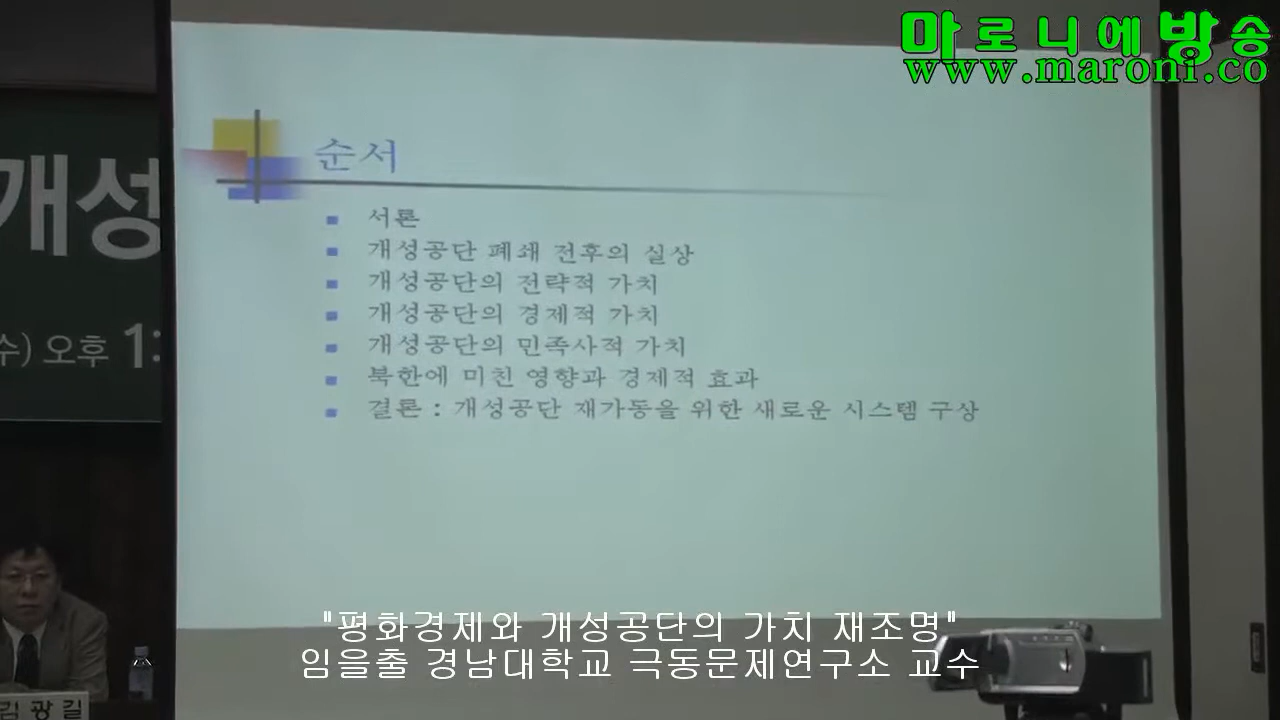 마로니에방송
www.maroni.co
개성
수) 오후 1:
순서
서론
개성공단 폐쇄 전후의 실상
개성공단의 전략적 가치
개성공단의 경제적 가치
개성공단의 민족사적 가치
북한에 미친 영향과 경제적 효과
결론 : 개성공단 재가동을 위한 새로운 시스템 구상
"평화경제와 개성공단의 가치 재조명"
임을출 경남대학교 극동문제연구소 교수
김 광 길